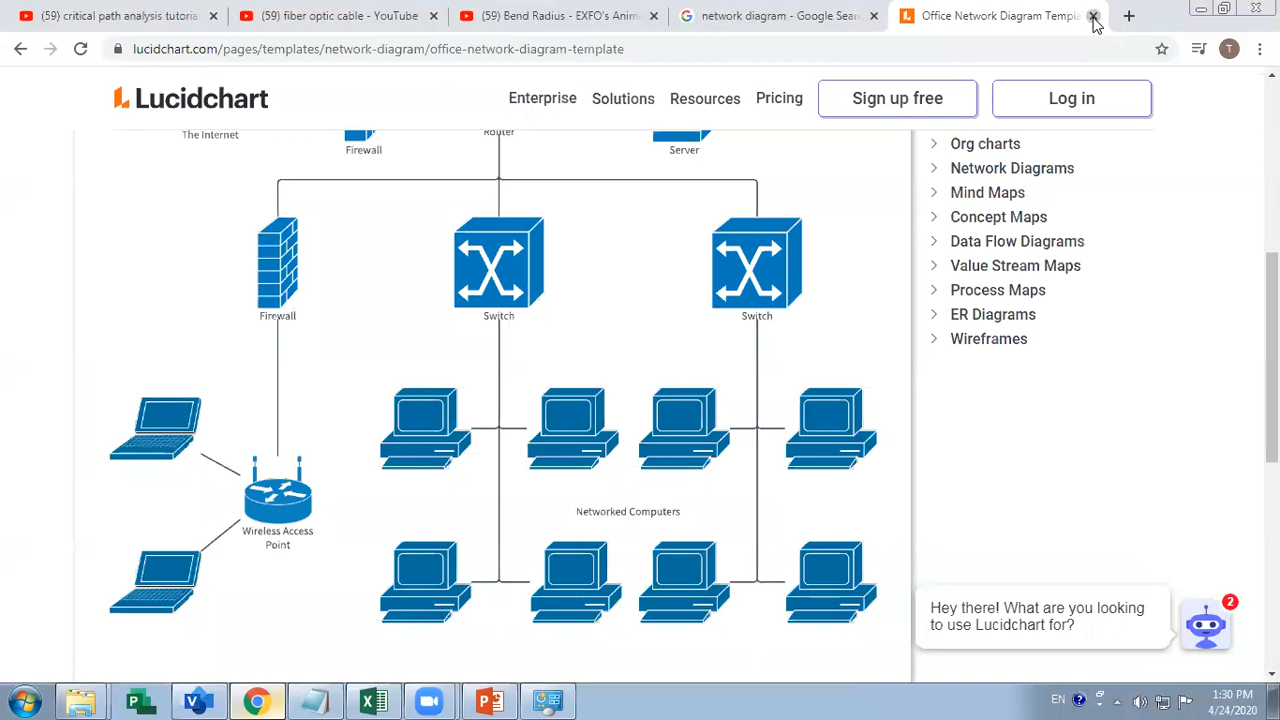 (59) critical path analysis tutoria
(59) fiber optic cable - YouTube
(59) Bend Radius - EXFO's Anim
network diagram - Google Sear
Office Network Diagram Templa
lucidchart.com/pages/templates/network-diagram/office-network-diagram-template
T
Lucidchart
Enterprise
Solutions
Resources
Pricing
Sign up free
Log in
The Internet
Firewall
Router
Server
Org charts
Network Diagrams
Mind Maps
Concept Maps
Data Flow Diagrams
Value Stream Maps
Process Maps
ER Diagrams
Wireframes
Firewall
Switch
Switch
Networked Computers
Wireless Access
Point
Hey there! What are you looking
to use Lucidchart for?
2
EN
1:30 PM
4/24/2020